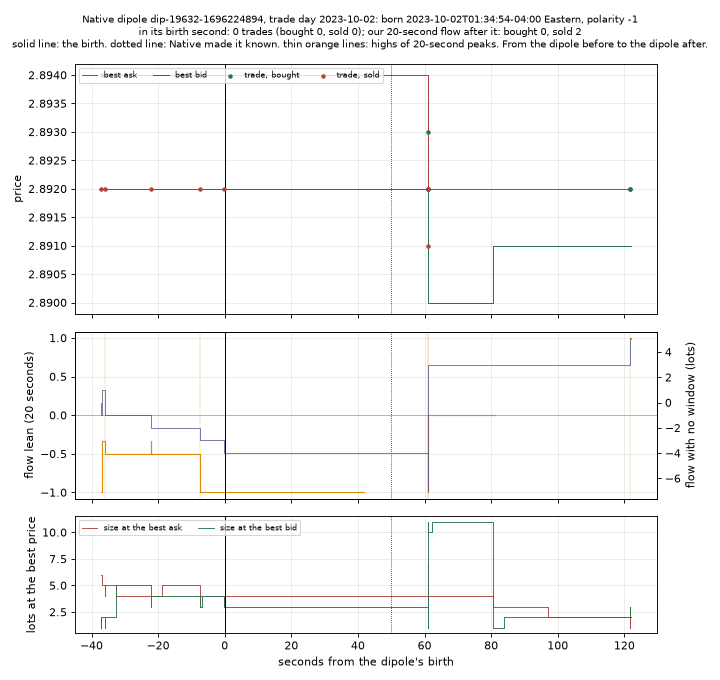 Native dipole dip-19632-1696224894, trade day 2023-10-02: born 2023-10-02T01:34:54-04:00 Eastern, polarity -1
in its birth second: 0 trades (bought 0, sold 0); our 20-second flow after it: bought 0, sold 2
solid line: the birth. dotted line: Native made it known. thin orange lines: highs of 20-second peaks. From the dipole before to the dipole after.
best ask best bid trade, bought trade, sold
2.8940
2.8935
2.8930
2.8925
2.8920
2.8915
2.8910
2.8905
2.8900
price
1.0
0.5
0.0
−0.5
−1.0
flow lean (20 seconds)
4
2
0
−2
−4
−6
flow with no window (lots)
size at the best ask size at the best bid
10.0
7.5
5.0
2.5
lots at the best price
−40 −20 0 20 40 60 80 100 120
seconds from the dipole's birth